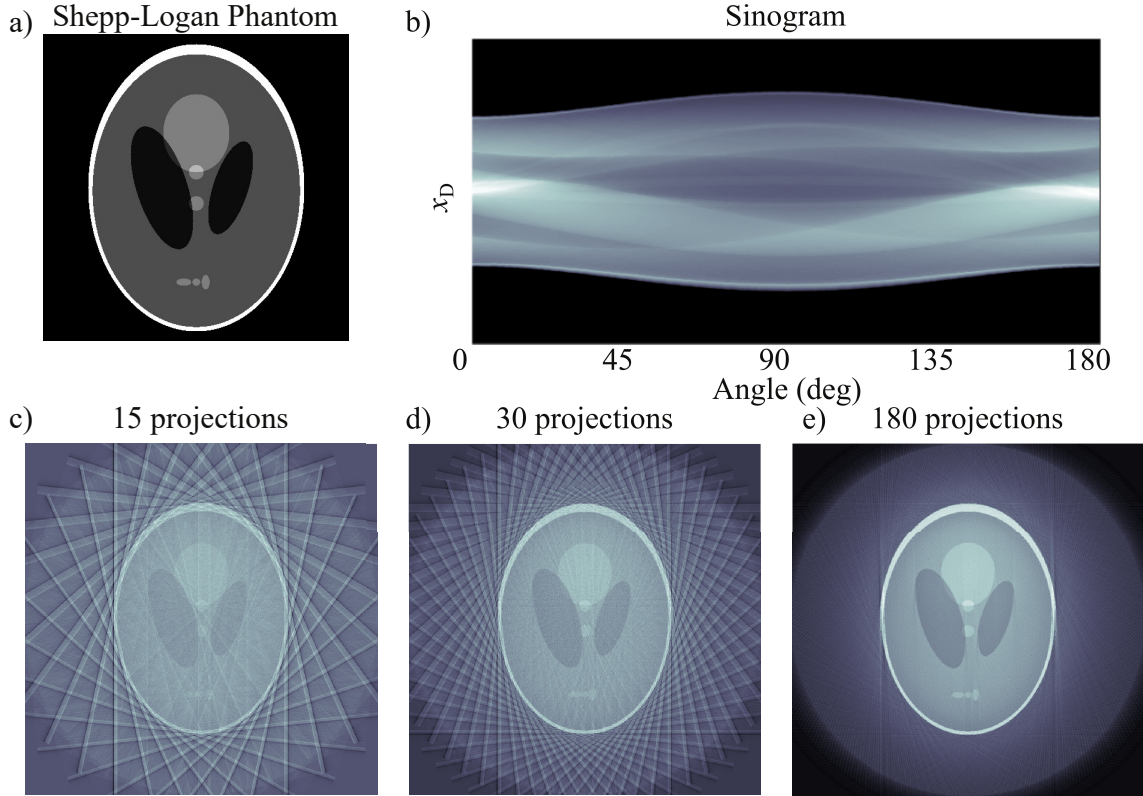 a) Shepp-Logan Phantom
b) Sinogram
x_D
0 45 90 135 180
Angle (deg)
c) 15 projections
d) 30 projections
e) 180 projections